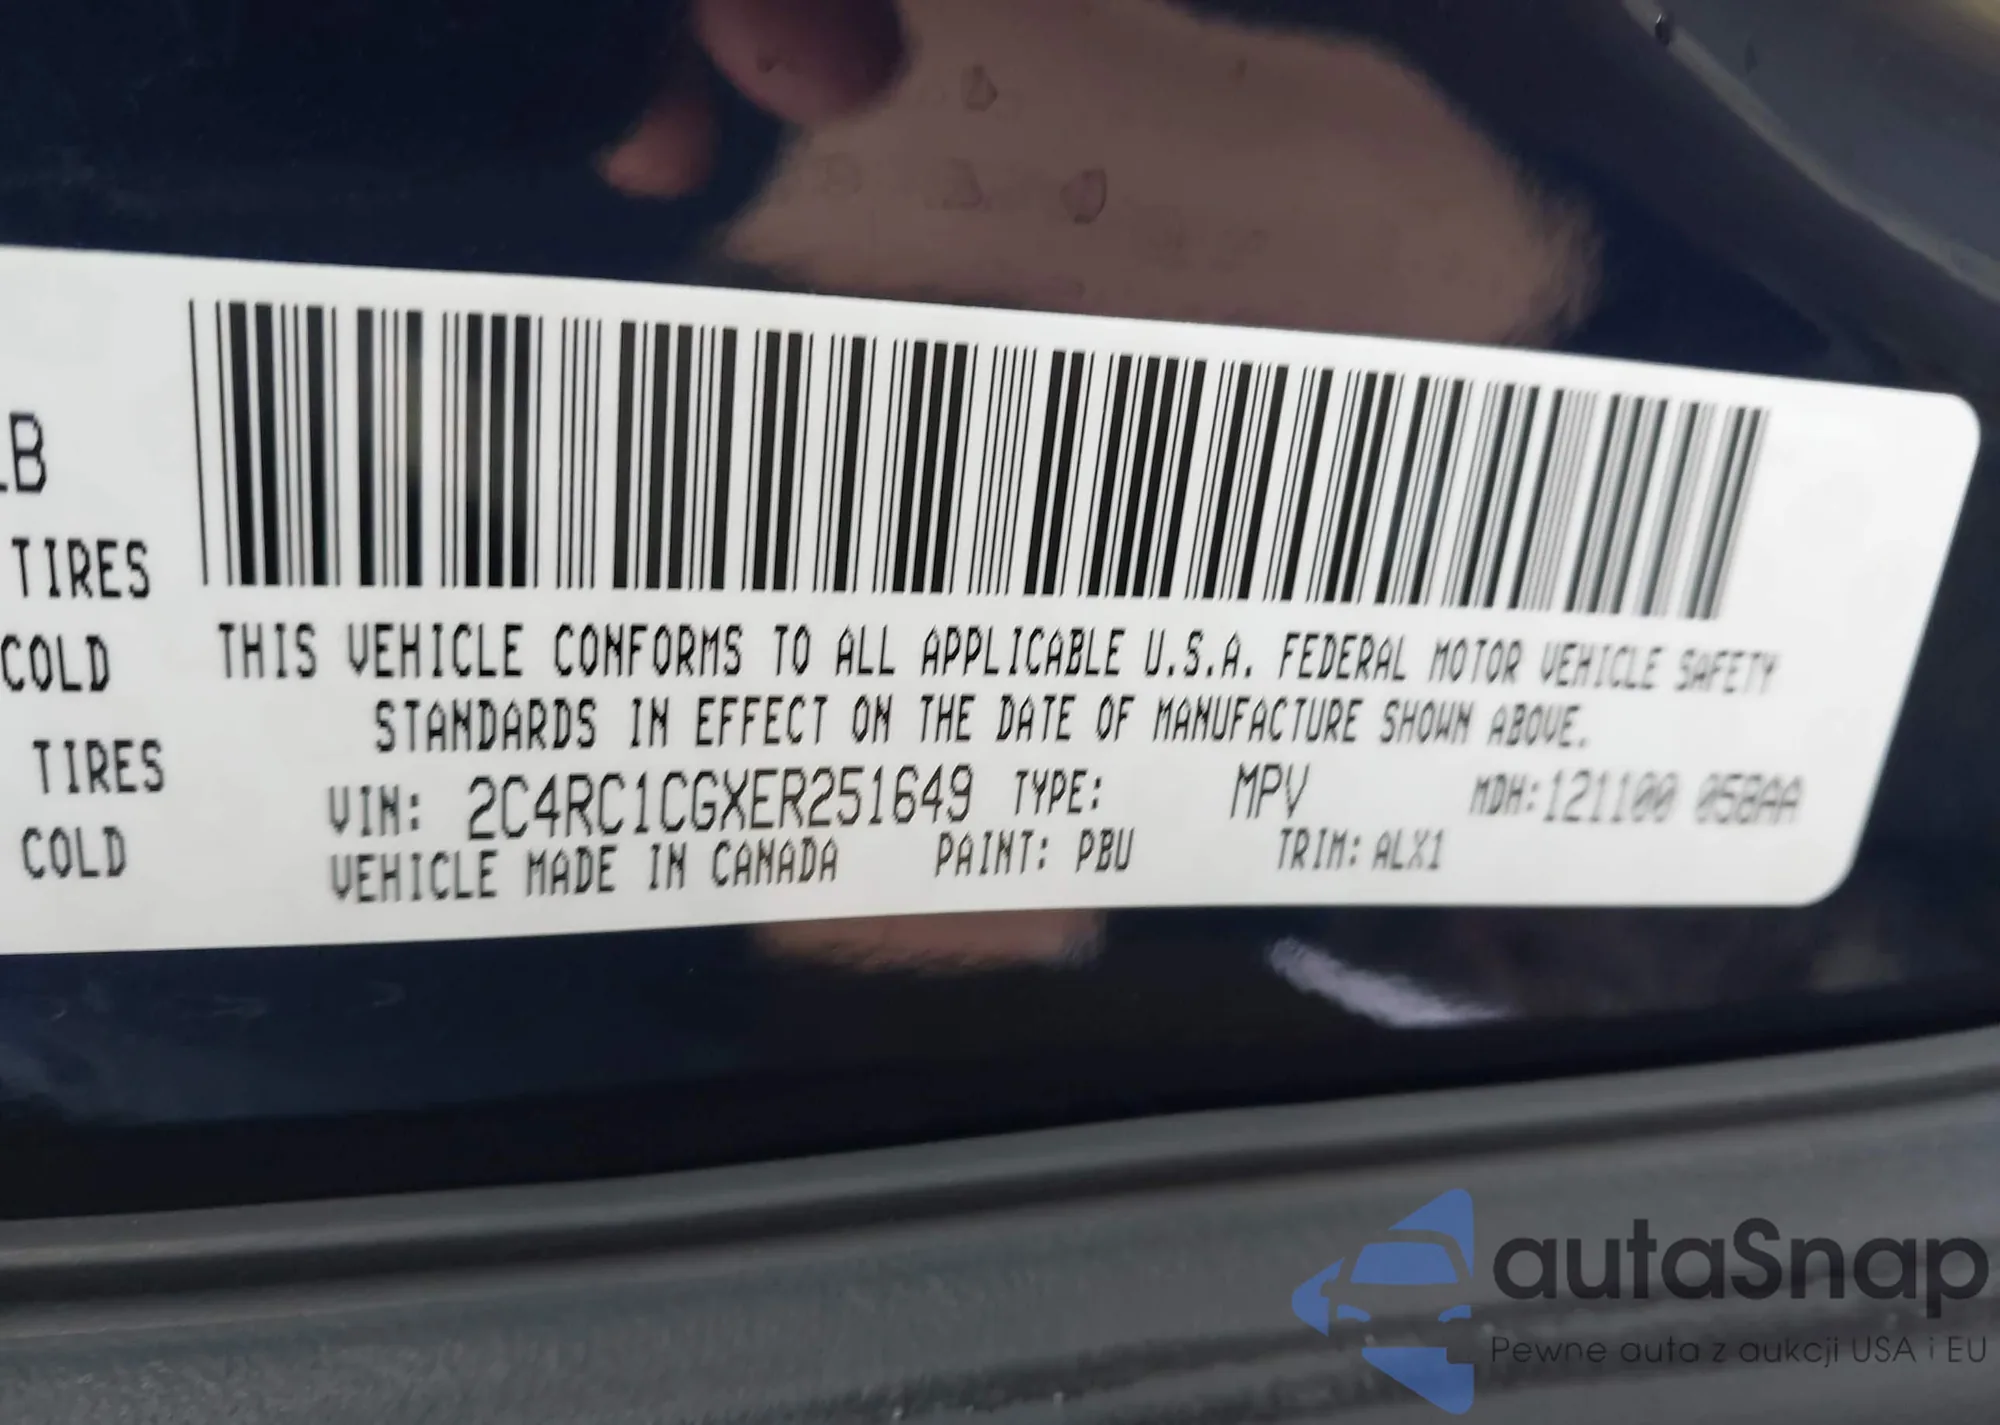 LB
TIRES
COLD
TIRES
COLD
THIS VEHICLE CONFORMS TO ALL APPLICABLE U.S.A. FEDERAL MOTOR VEHICLE SAFETY
STANDARDS IN EFFECT ON THE DATE OF MANUFACTURE SHOWN ABOVE.
VIN: 2C4RC1CGXER251649 TYPE: MPV MDH:121100 058AA
VEHICLE MADE IN CANADA PAINT: PBU TRIM: ALX1
autaSnap
Pewne auta z aukcji USA i EU